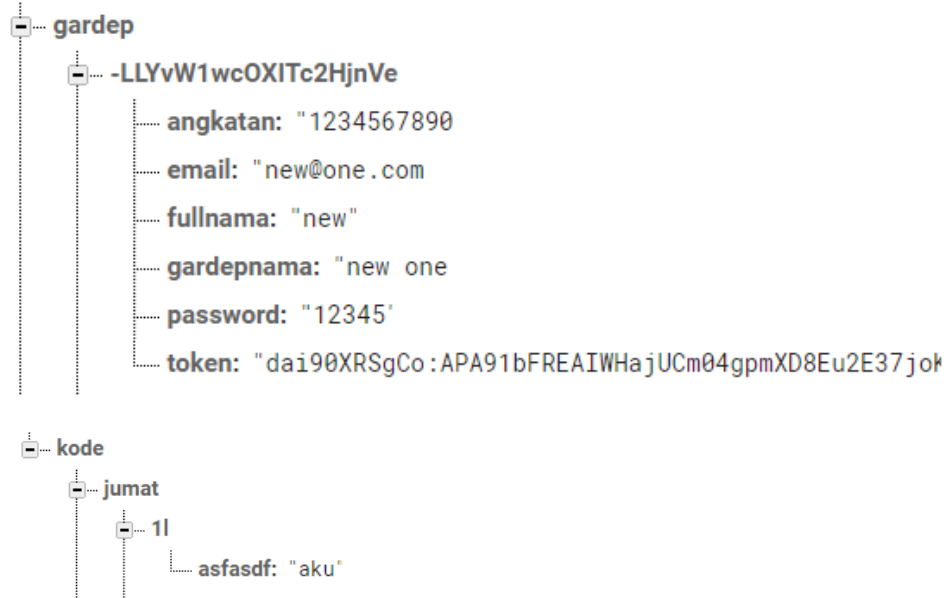 gardep
-LLYvW1wcOXITc2HjnVe
angkatan: "1234567890
email: "new@one.com
fullnama: "new"
gardepnama: "new one
password: "12345'
token: "dai90XRSgCo:APA91bFREAIWHajUCm04gpmXD8Eu2E37joK
kode
jumat
1l
asfasdf: "aku"